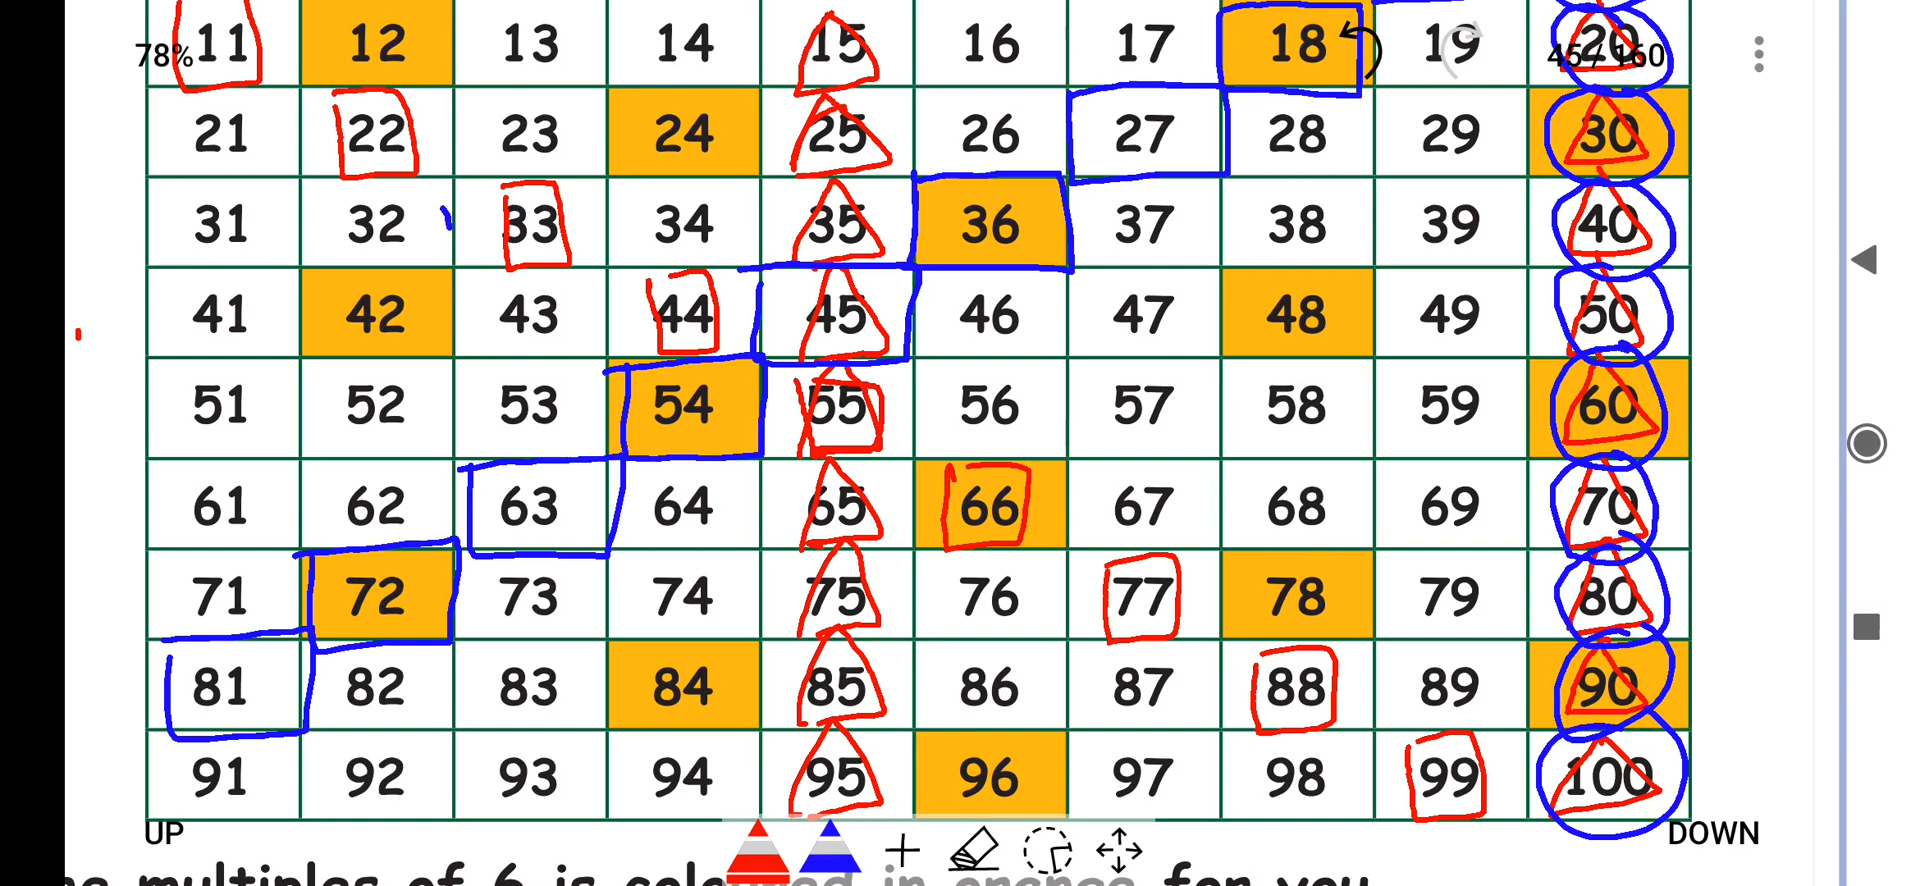 11 12 13 14 15 16 17 18 19 20
78% 45 / 160
21 22 23 24 25 26 27 28 29 30
31 32 33 34 35 36 37 38 39 40
41 42 43 44 45 46 47 48 49 50
51 52 53 54 55 56 57 58 59 60
61 62 63 64 65 66 67 68 69 70
71 72 73 74 75 76 77 78 79 80
81 82 83 84 85 86 87 88 89 90
91 92 93 94 95 96 97 98 99 100
UP DOWN
multiples of 6 is coloured in orange for you